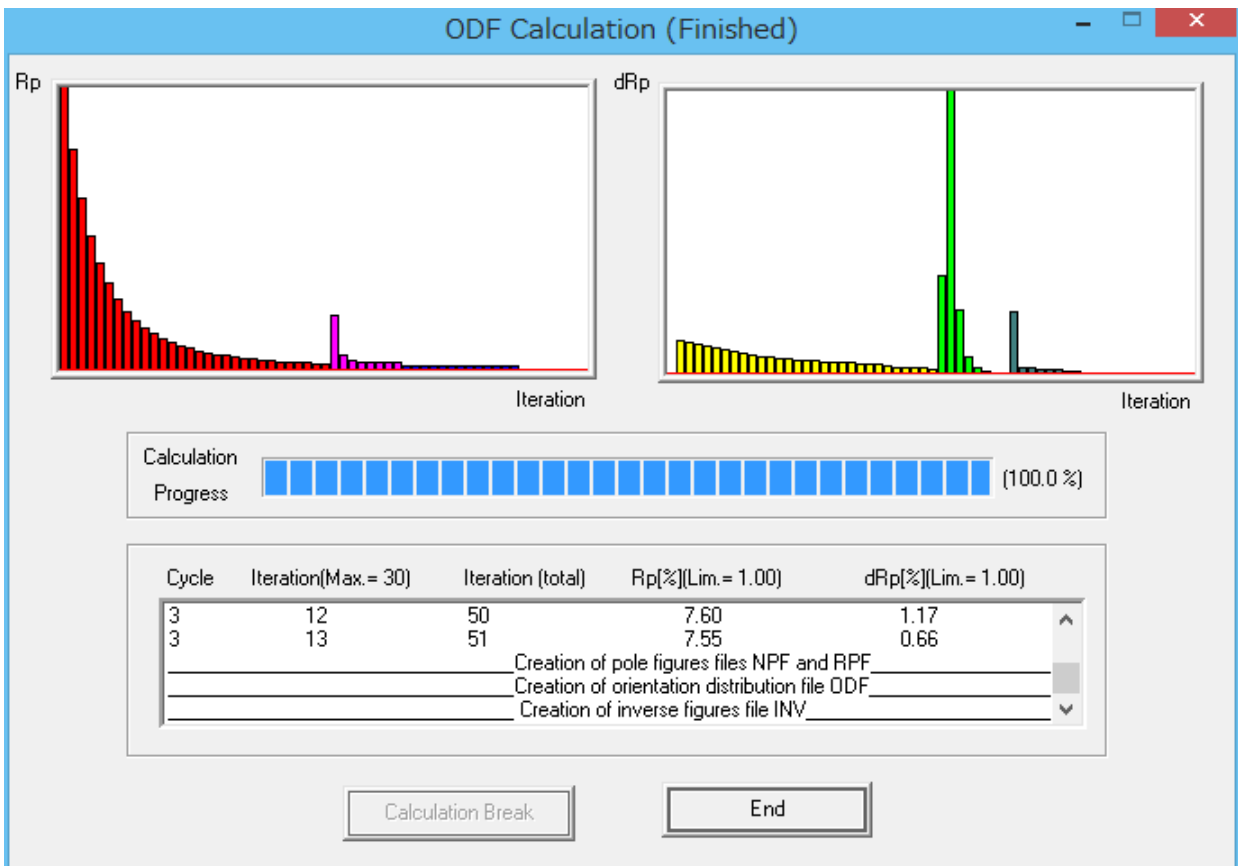 ODF Calculation (Finished)
Rp
dRp
Iteration
Iteration
Calculation
Progress
(100.0 %)
Cycle Iteration(Max.= 30) Iteration (total) Rp[%](Lim.= 1.00) dRp[%](Lim.= 1.00)
3 12 50 7.60 1.17
3 13 51 7.55 0.66
Creation of pole figures files NPF and RPF
Creation of orientation distribution file ODF
Creation of inverse figures file INV
Calculation Break
End